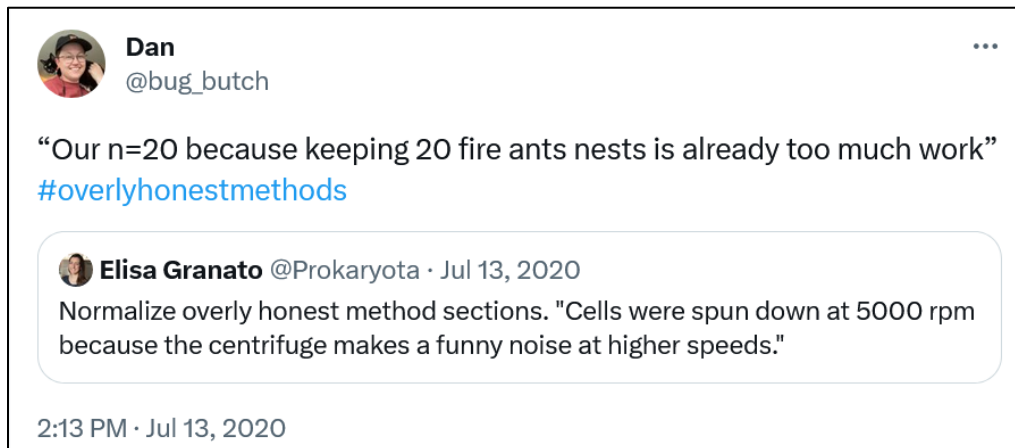 Dan
@bug_butch
“Our n=20 because keeping 20 fire ants nests is already too much work”
#overlyhonestmethods
Elisa Granato @Prokaryota · Jul 13, 2020
Normalize overly honest method sections. "Cells were spun down at 5000 rpm
because the centrifuge makes a funny noise at higher speeds."
2:13 PM · Jul 13, 2020